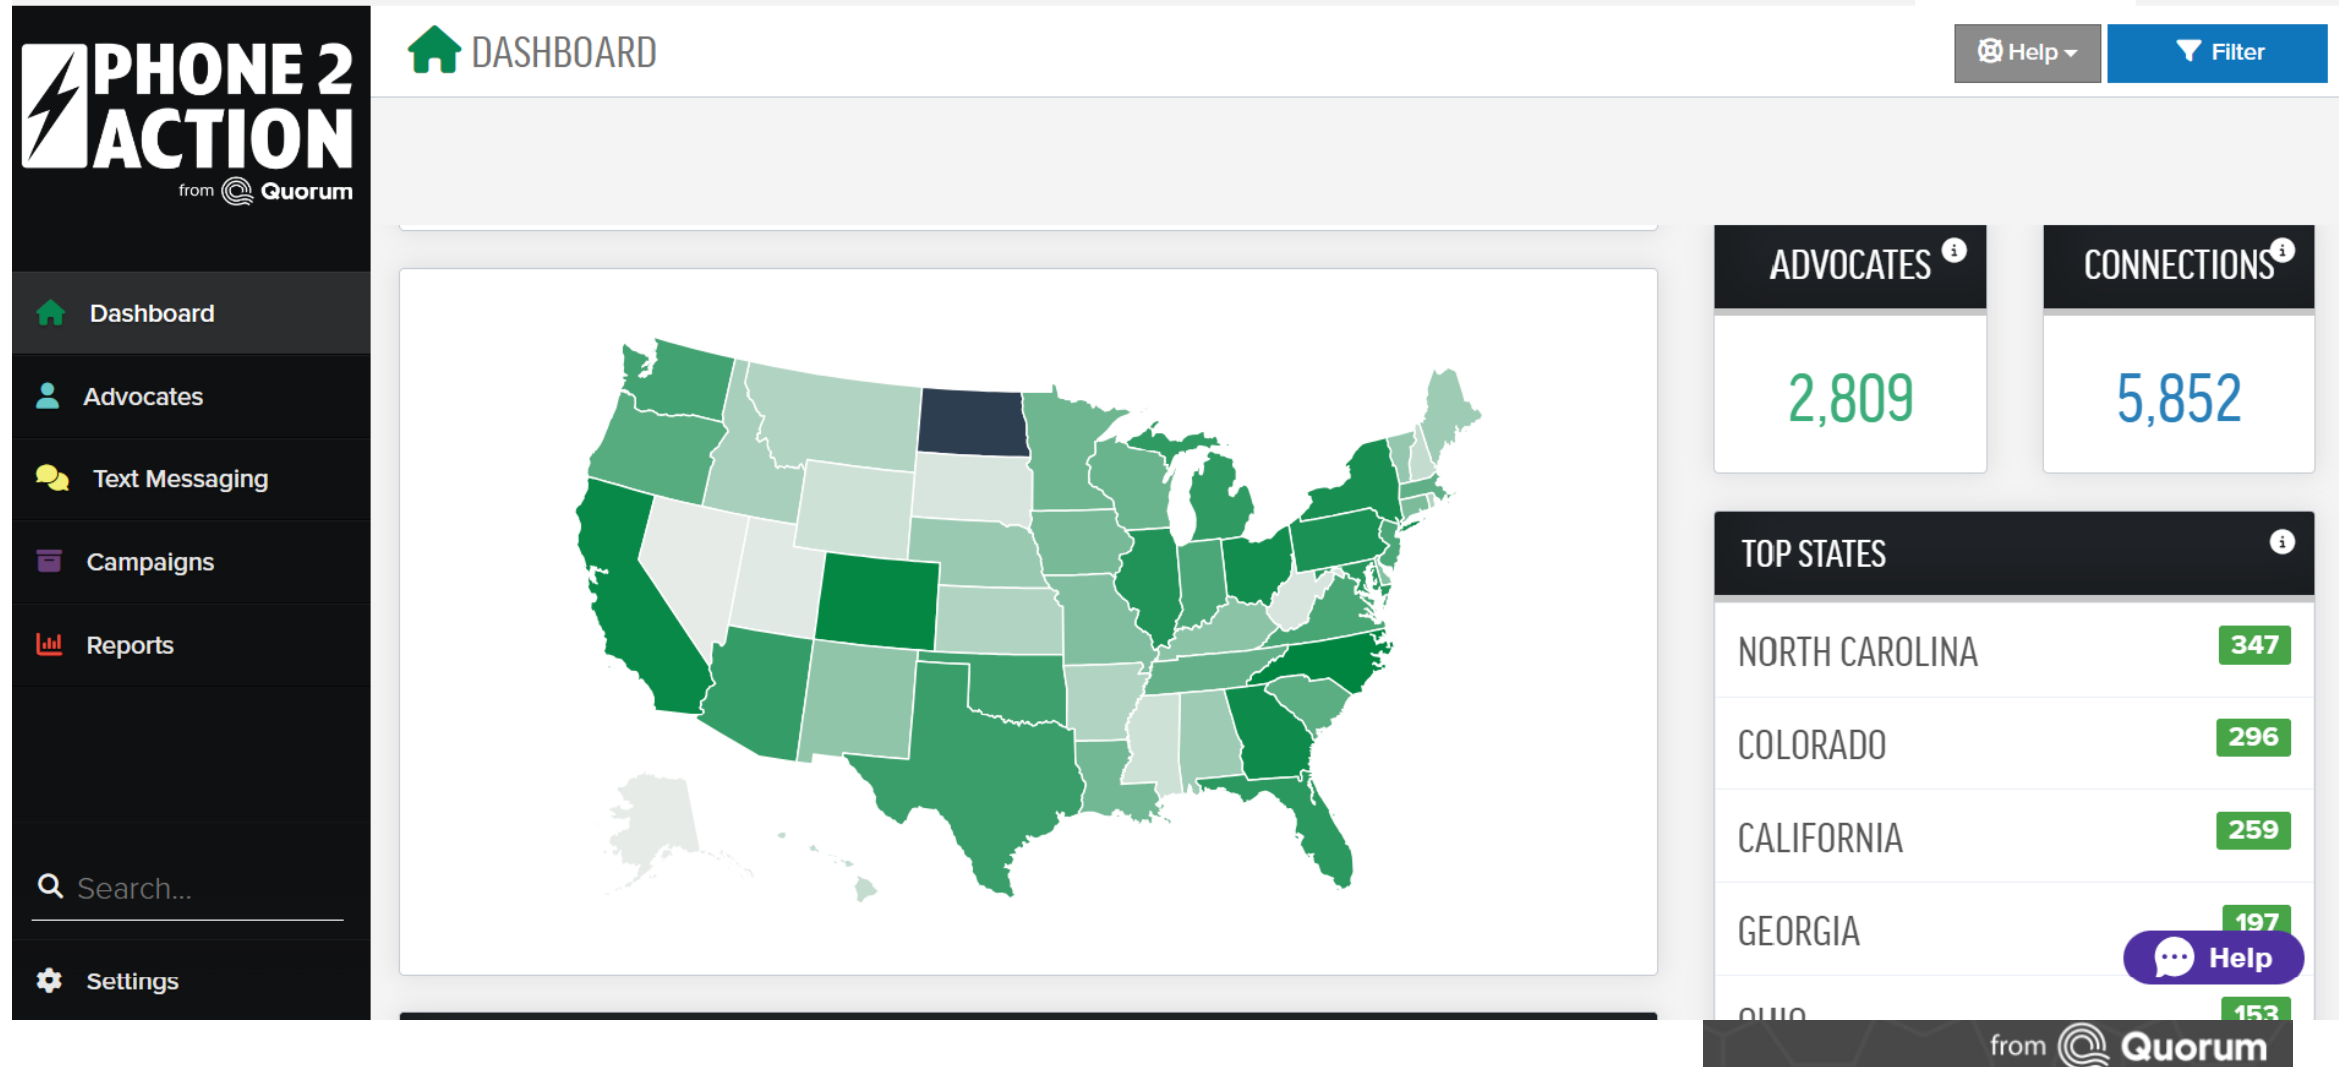 PHONE 2
ACTION
from Quorum
DASHBOARD
Help
Filter
Dashboard
Advocates
Text Messaging
Campaigns
Reports
Search...
Settings
ADVOCATES
2,809
CONNECTIONS
5,852
TOP STATES
NORTH CAROLINA 347
COLORADO 296
CALIFORNIA 259
GEORGIA 197
Help
OHIO 153
from Quorum